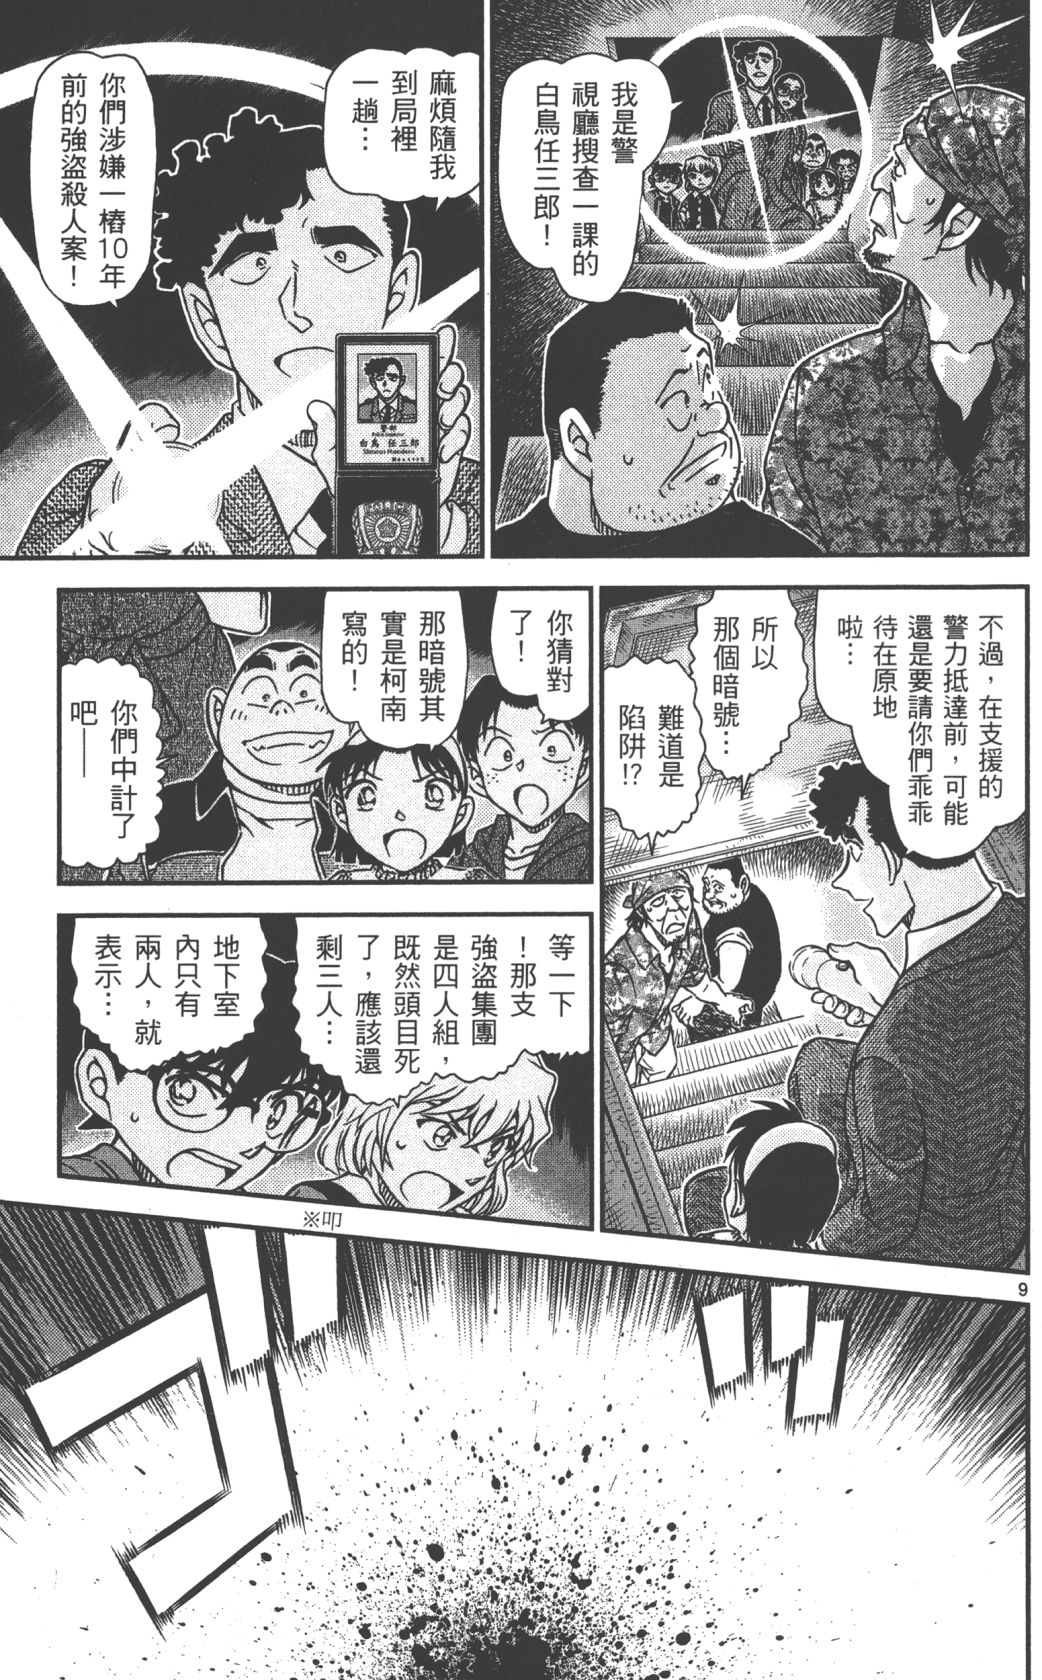 我是警
視廳搜查一課的
白鳥任三郎！
麻煩隨我
到局裡
一趟…
你們涉嫌一樁10年
前的強盜殺人案！
警部
白鳥 任三郎
不過，在支援的
警力抵達前，可能
還是要請你們乖乖
待在原地
啦…
所以
那個暗號…
難道是
陷阱!?
你猜對
了！
那暗號其
實是柯南
寫的！
你們中計了
吧——
等一下
！那支
強盜集團
是四人組，
既然頭目死
了，應該還
剩三人…
地下室
內只有
兩人，就
表示…
※叩
9